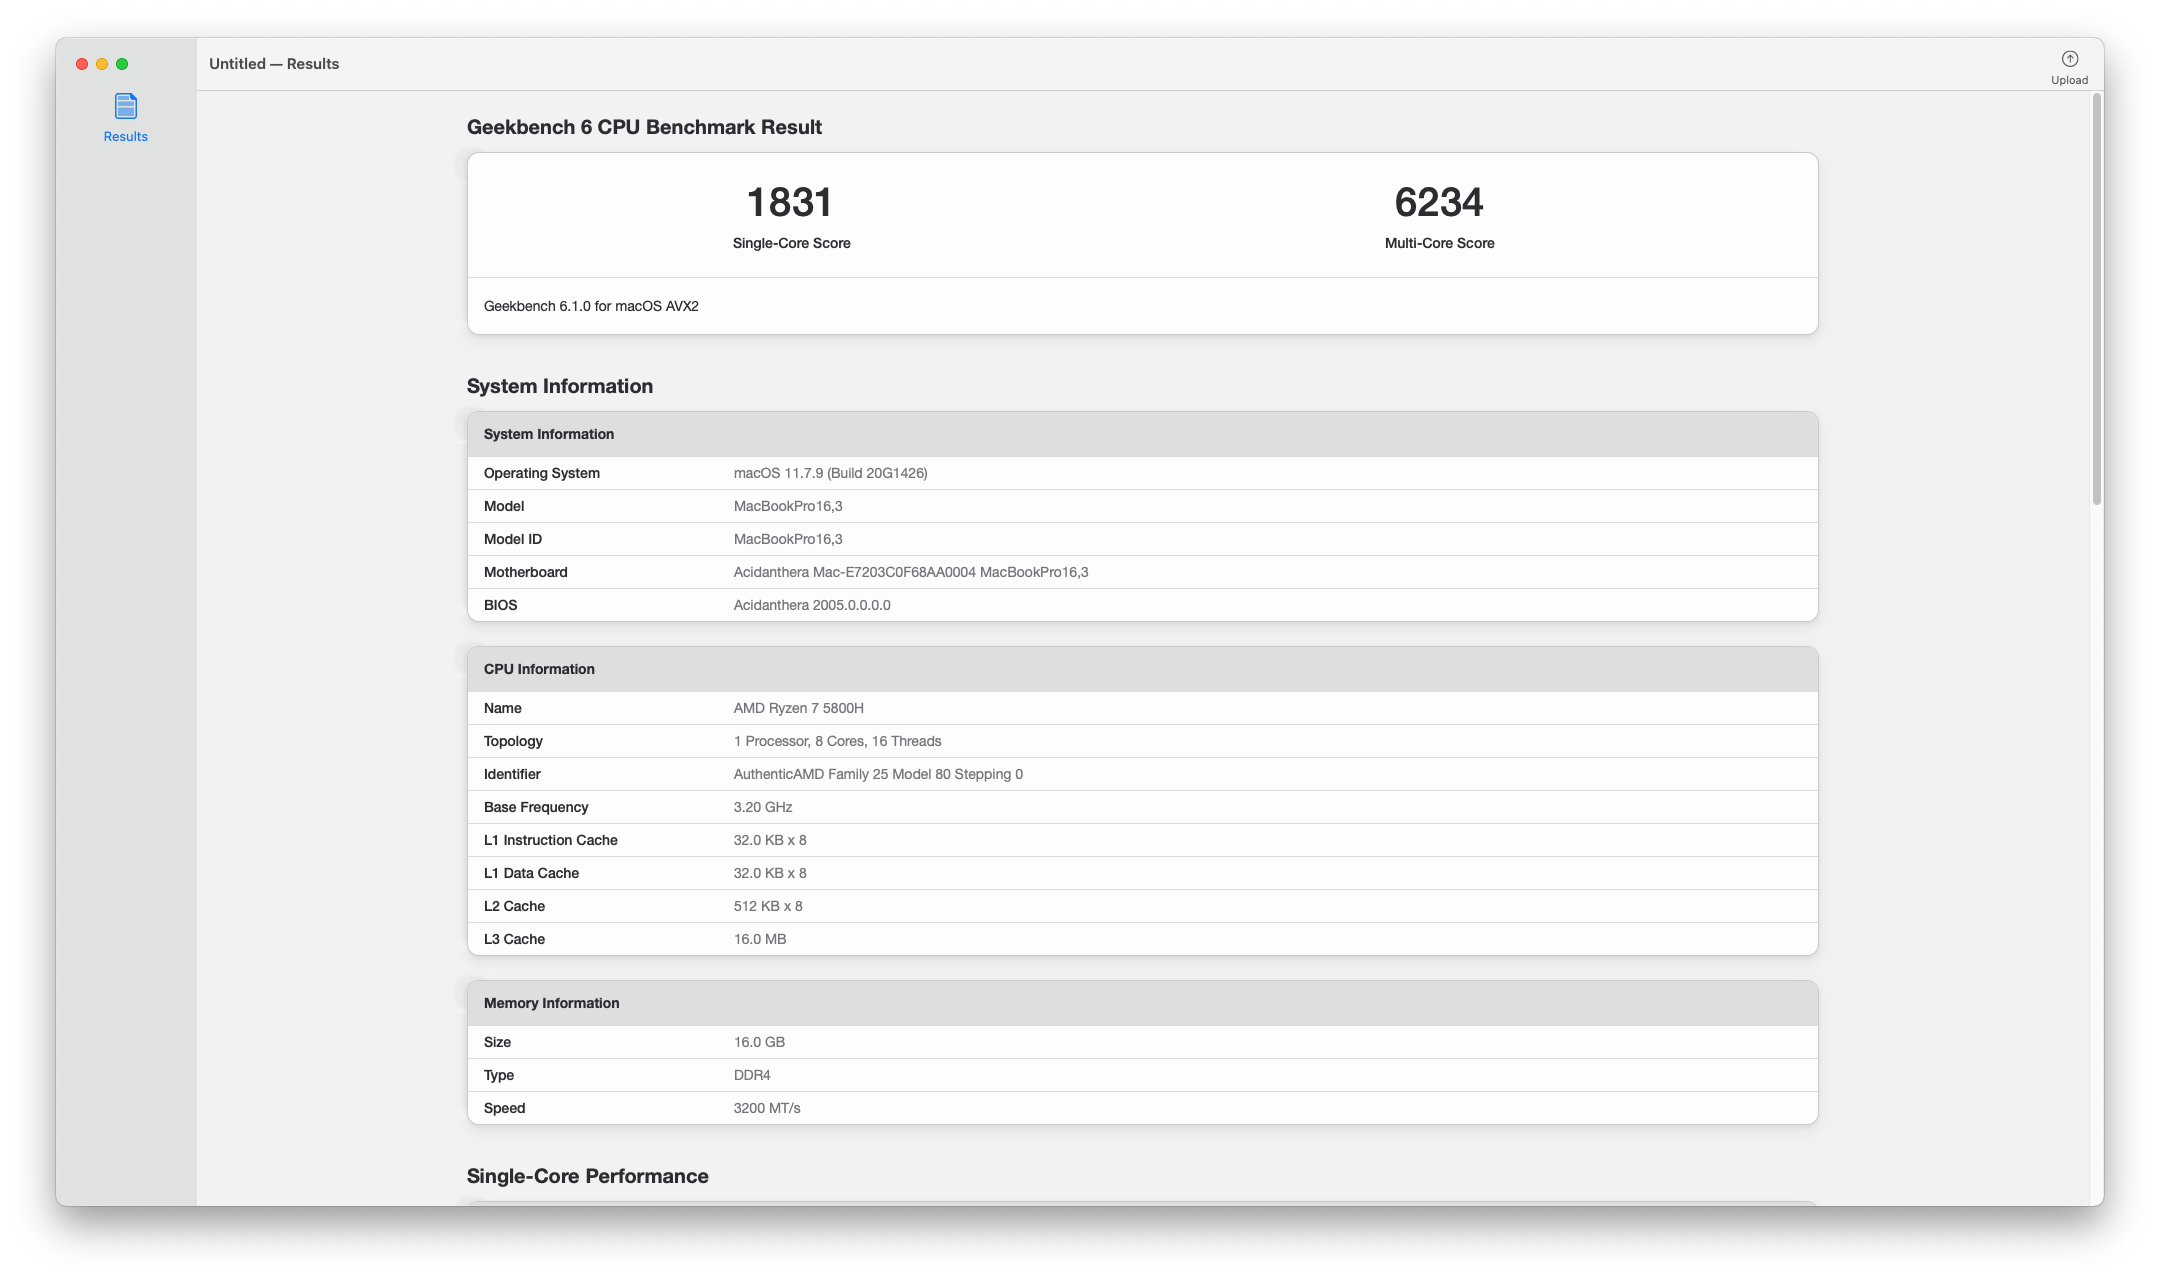 Untitled — Results
Upload
Results
Geekbench 6 CPU Benchmark Result
1831
Single-Core Score
6234
Multi-Core Score
Geekbench 6.1.0 for macOS AVX2
System Information
System Information
Operating System macOS 11.7.9 (Build 20G1426)
Model MacBookPro16,3
Model ID MacBookPro16,3
Motherboard Acidanthera Mac-E7203C0F68AA0004 MacBookPro16,3
BIOS Acidanthera 2005.0.0.0.0
CPU Information
Name AMD Ryzen 7 5800H
Topology 1 Processor, 8 Cores, 16 Threads
Identifier AuthenticAMD Family 25 Model 80 Stepping 0
Base Frequency 3.20 GHz
L1 Instruction Cache 32.0 KB x 8
L1 Data Cache 32.0 KB x 8
L2 Cache 512 KB x 8
L3 Cache 16.0 MB
Memory Information
Size 16.0 GB
Type DDR4
Speed 3200 MT/s
Single-Core Performance